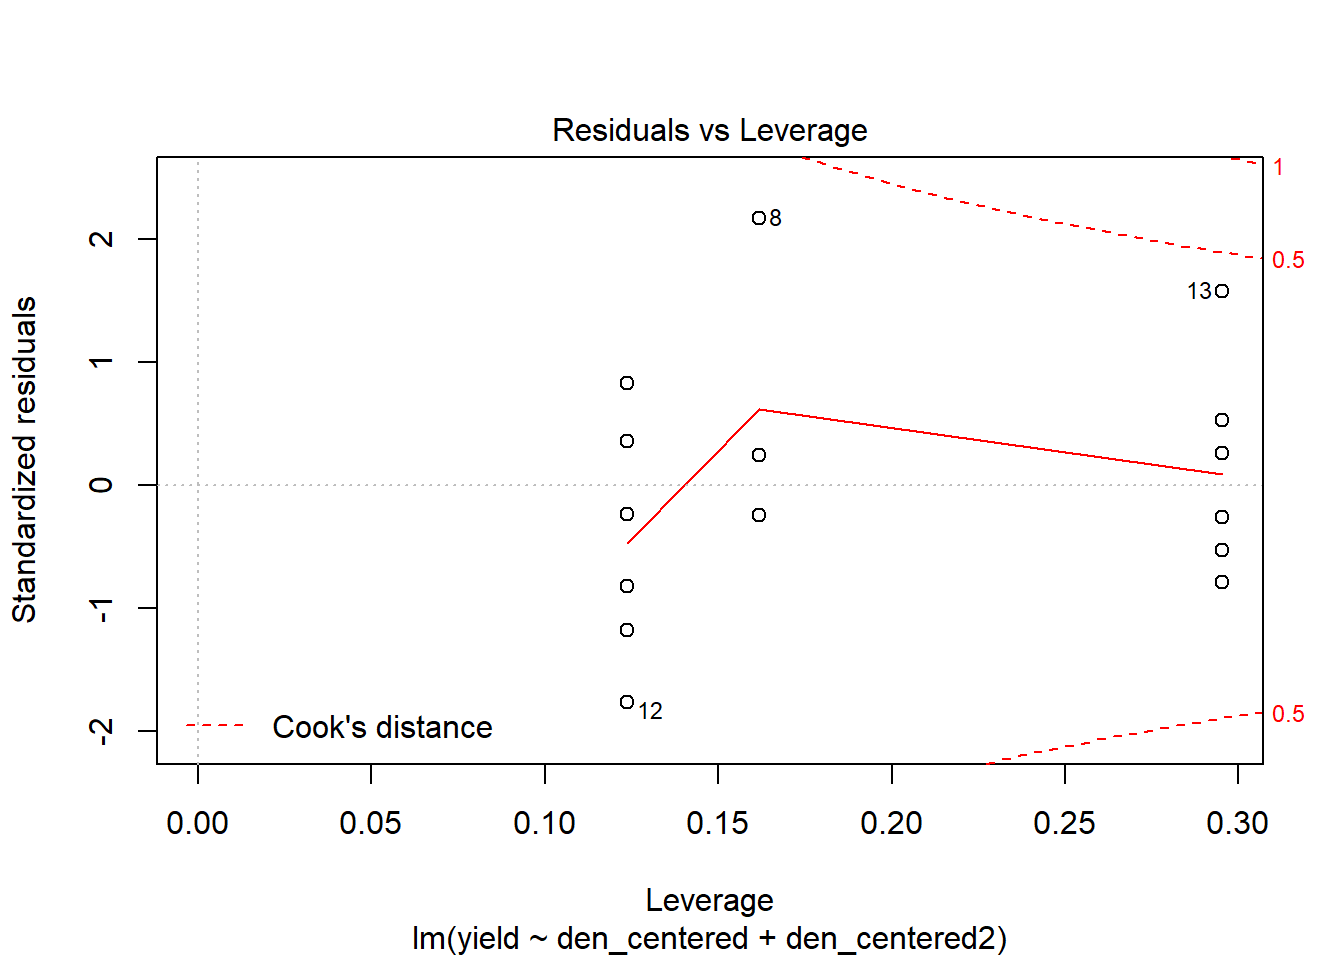 Residuals vs Leverage
Standardized residuals
2
1
0
-1
-2
8
13
12
1
0.5
0.5
Cook's distance
0.00 0.05 0.10 0.15 0.20 0.25 0.30
Leverage
lm(yield ~ den_centered + den_centered2)